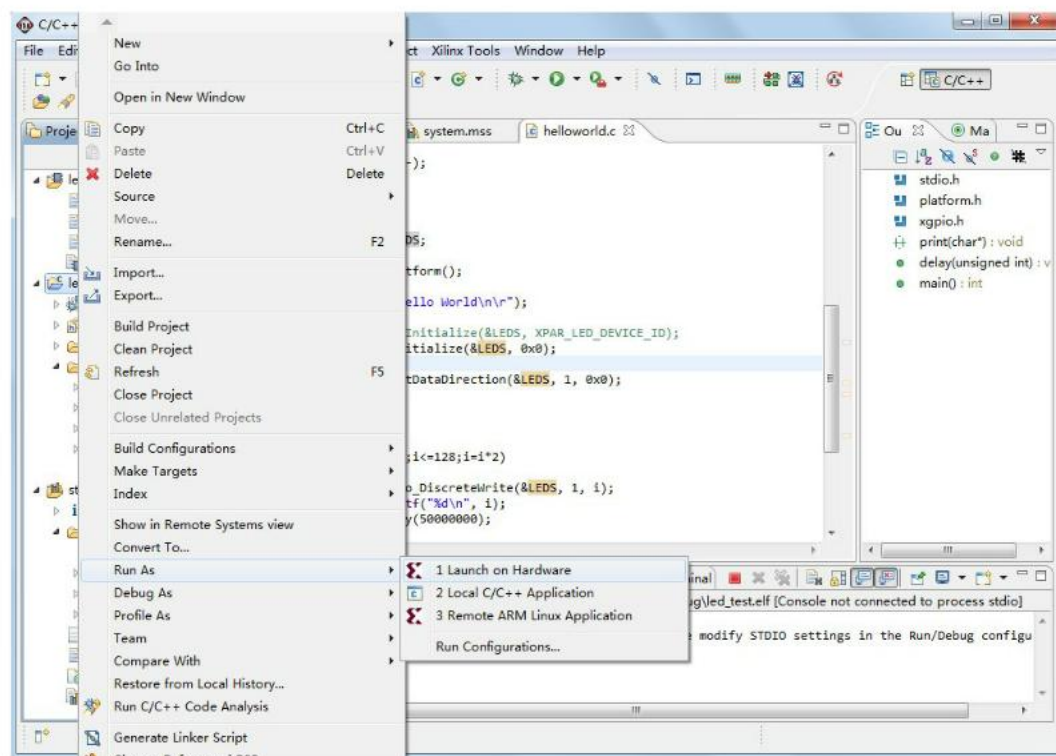 C/C++
File Edi ct Xilinx Tools Window Help
C/C++
New
Go Into
Open in New Window
Copy Ctrl+C
Paste Ctrl+V
Delete Delete
Source
Move...
Rename... F2
Import...
Export...
Build Project
Clean Project
Refresh F5
Close Project
Close Unrelated Projects
Build Configurations
Make Targets
Index
Show in Remote Systems view
Convert To...
Run As
Debug As
Profile As
Team
Compare With
Restore from Local History...
Run C/C++ Code Analysis
Generate Linker Script
1 Launch on Hardware
2 Local C/C++ Application
3 Remote ARM Linux Application
Run Configurations...
Proje
le
le
st
system.mss helloworld.c
);
DS;
tform();
ello World\n\r");
Initialize(&LEDS, XPAR_LED_DEVICE_ID);
itialize(&LEDS, 0x0);
tDataDirection(&LEDS, 1, 0x0);
;i<=128;i=i*2)
o_DiscreteWrite(&LEDS, 1, i);
tf("%d\n", i);
y(50000000);
Ou Ma
stdio.h
platform.h
xgpio.h
print(char*) : void
delay(unsigned int) : v
main() : int
inal
ug\led_test.elf [Console not connected to process stdio]
e modify STDIO settings in the Run/Debug configu